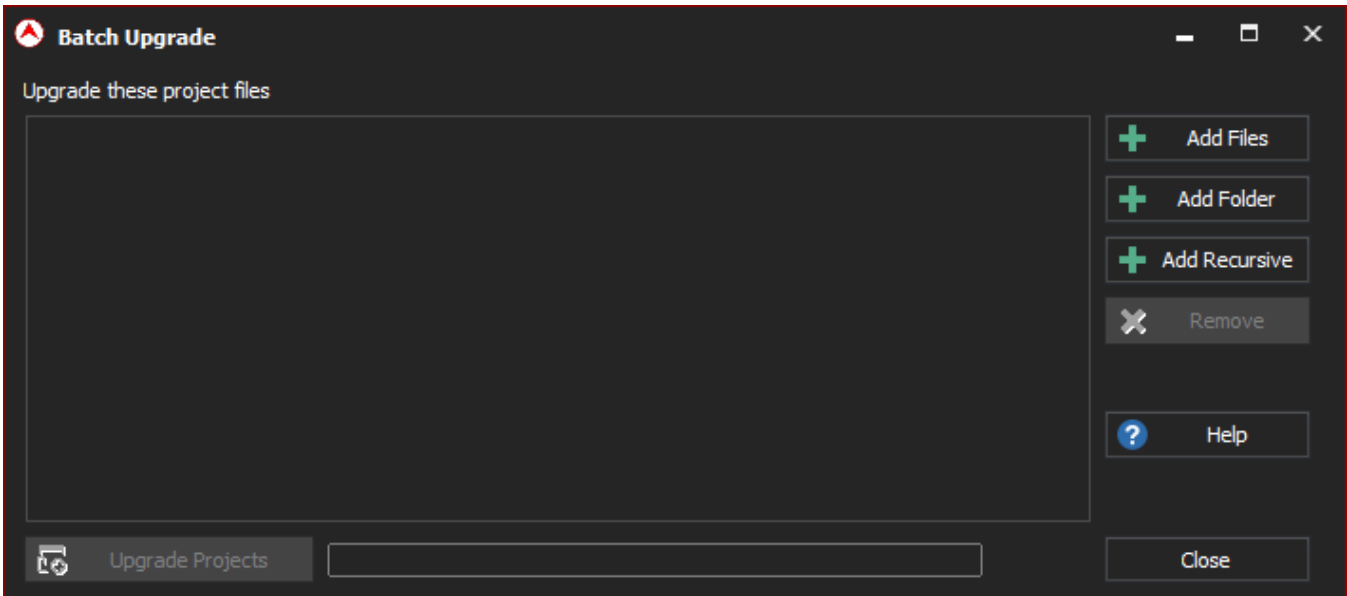 Batch Upgrade
Upgrade these project files
Add Files
Add Folder
Add Recursive
Remove
Help
Upgrade Projects
Close